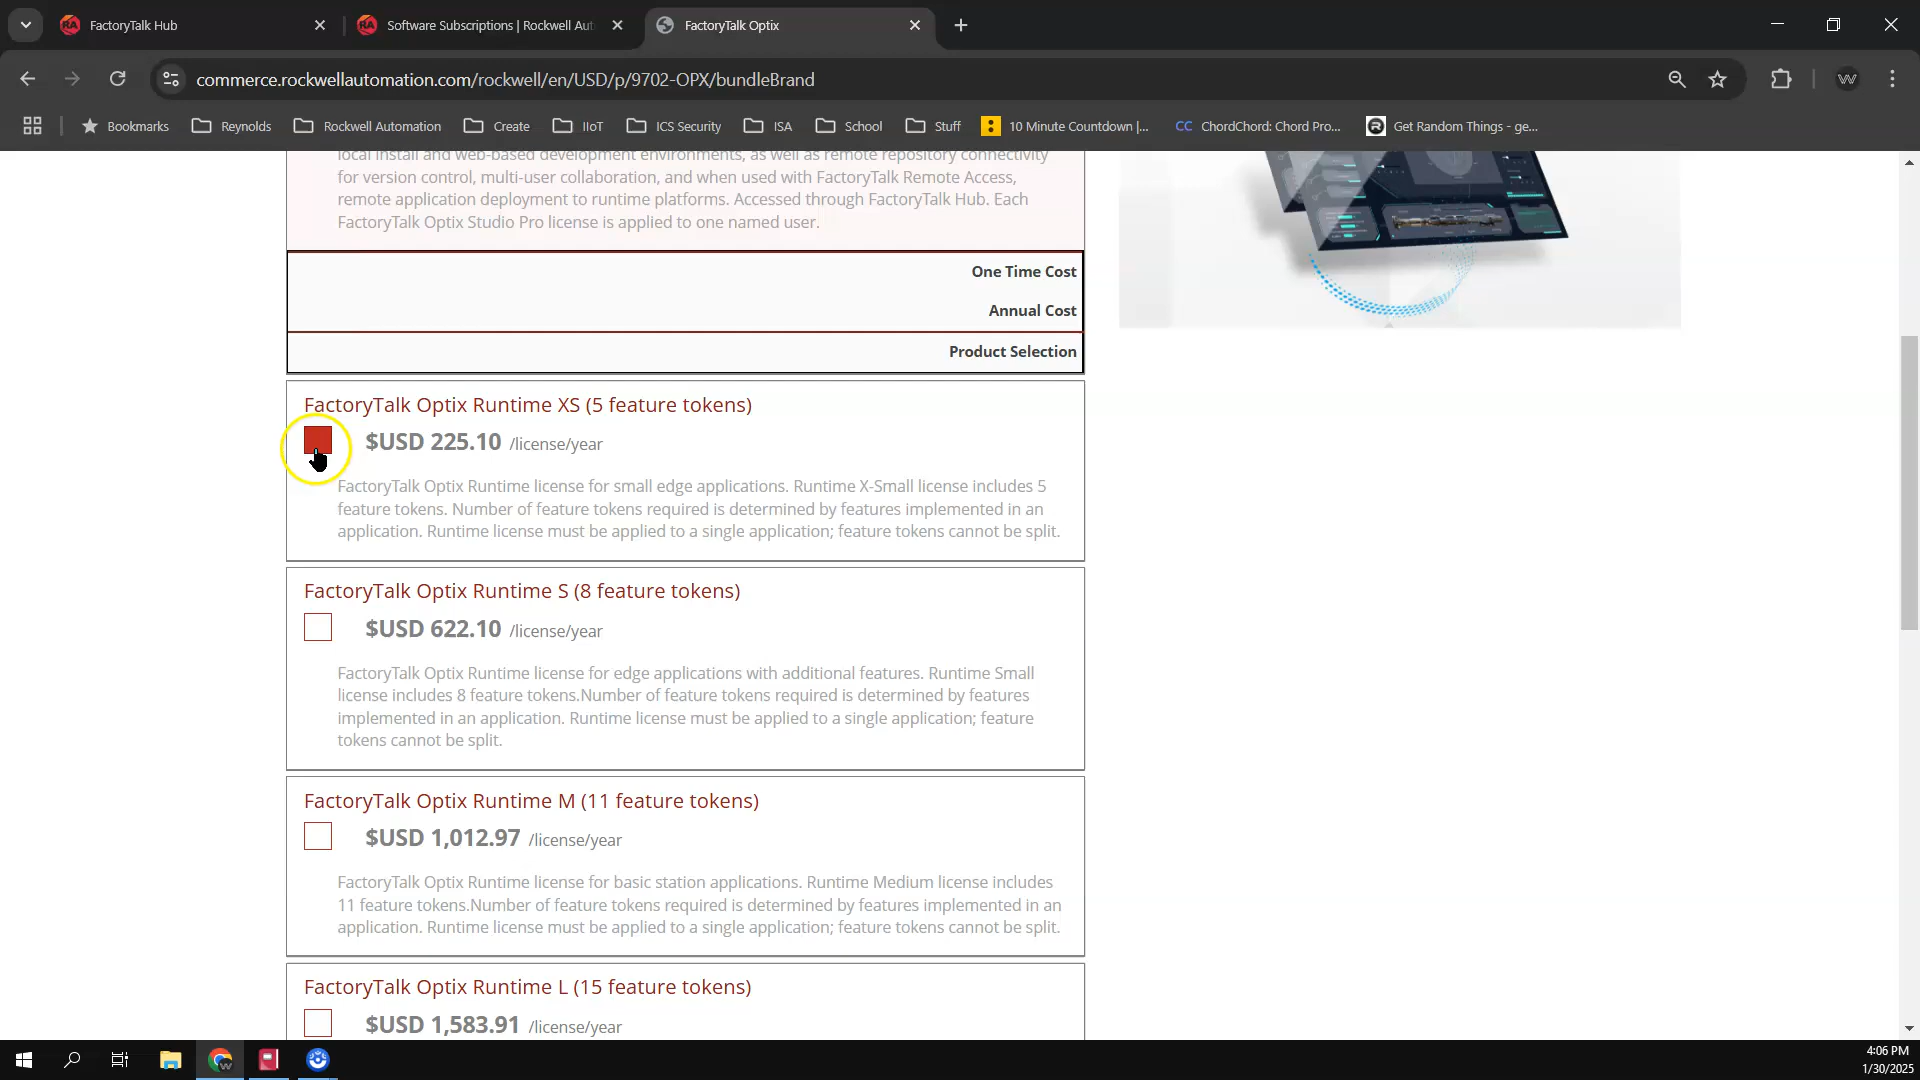 FactoryTalk Hub
Software Subscriptions | Rockwell Aut
FactoryTalk Optix
commerce.rockwellautomation.com/rockwell/en/USD/p/9702-OPX/bundleBrand
Bookmarks
Reynolds
Rockwell Automation
Create
IIoT
ICS Security
ISA
School
Stuff
10 Minute Countdown |...
CC ChordChord: Chord Pro...
Get Random Things - ge...
local install and web-based development environments, as well as remote repository connectivity
for version control, multi-user collaboration, and when used with FactoryTalk Remote Access,
remote application deployment to runtime platforms. Accessed through FactoryTalk Hub. Each
FactoryTalk Optix Studio Pro license is applied to one named user.
One Time Cost
Annual Cost
Product Selection
FactoryTalk Optix Runtime XS (5 feature tokens)
$USD 225.10 /license/year
FactoryTalk Optix Runtime license for small edge applications. Runtime X-Small license includes 5
feature tokens. Number of feature tokens required is determined by features implemented in an
application. Runtime license must be applied to a single application; feature tokens cannot be split.
FactoryTalk Optix Runtime S (8 feature tokens)
$USD 622.10 /license/year
FactoryTalk Optix Runtime license for edge applications with additional features. Runtime Small
license includes 8 feature tokens.Number of feature tokens required is determined by features
implemented in an application. Runtime license must be applied to a single application; feature
tokens cannot be split.
FactoryTalk Optix Runtime M (11 feature tokens)
$USD 1,012.97 /license/year
FactoryTalk Optix Runtime license for basic station applications. Runtime Medium license includes
11 feature tokens.Number of feature tokens required is determined by features implemented in an
application. Runtime license must be applied to a single application; feature tokens cannot be split.
FactoryTalk Optix Runtime L (15 feature tokens)
$USD 1,583.91 /license/year
4:06 PM
1/30/2025